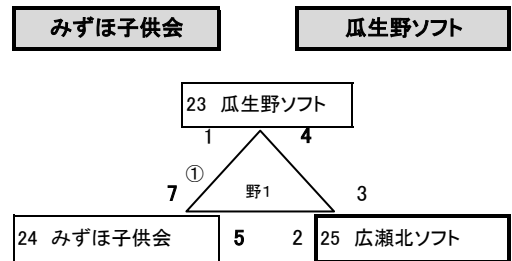 みずほ子供会 瓜生野ソフト
23 瓜生野ソフト
1 4
①
7 野1 3
24 みずほ子供会 5 2 25 広瀬北ソフト